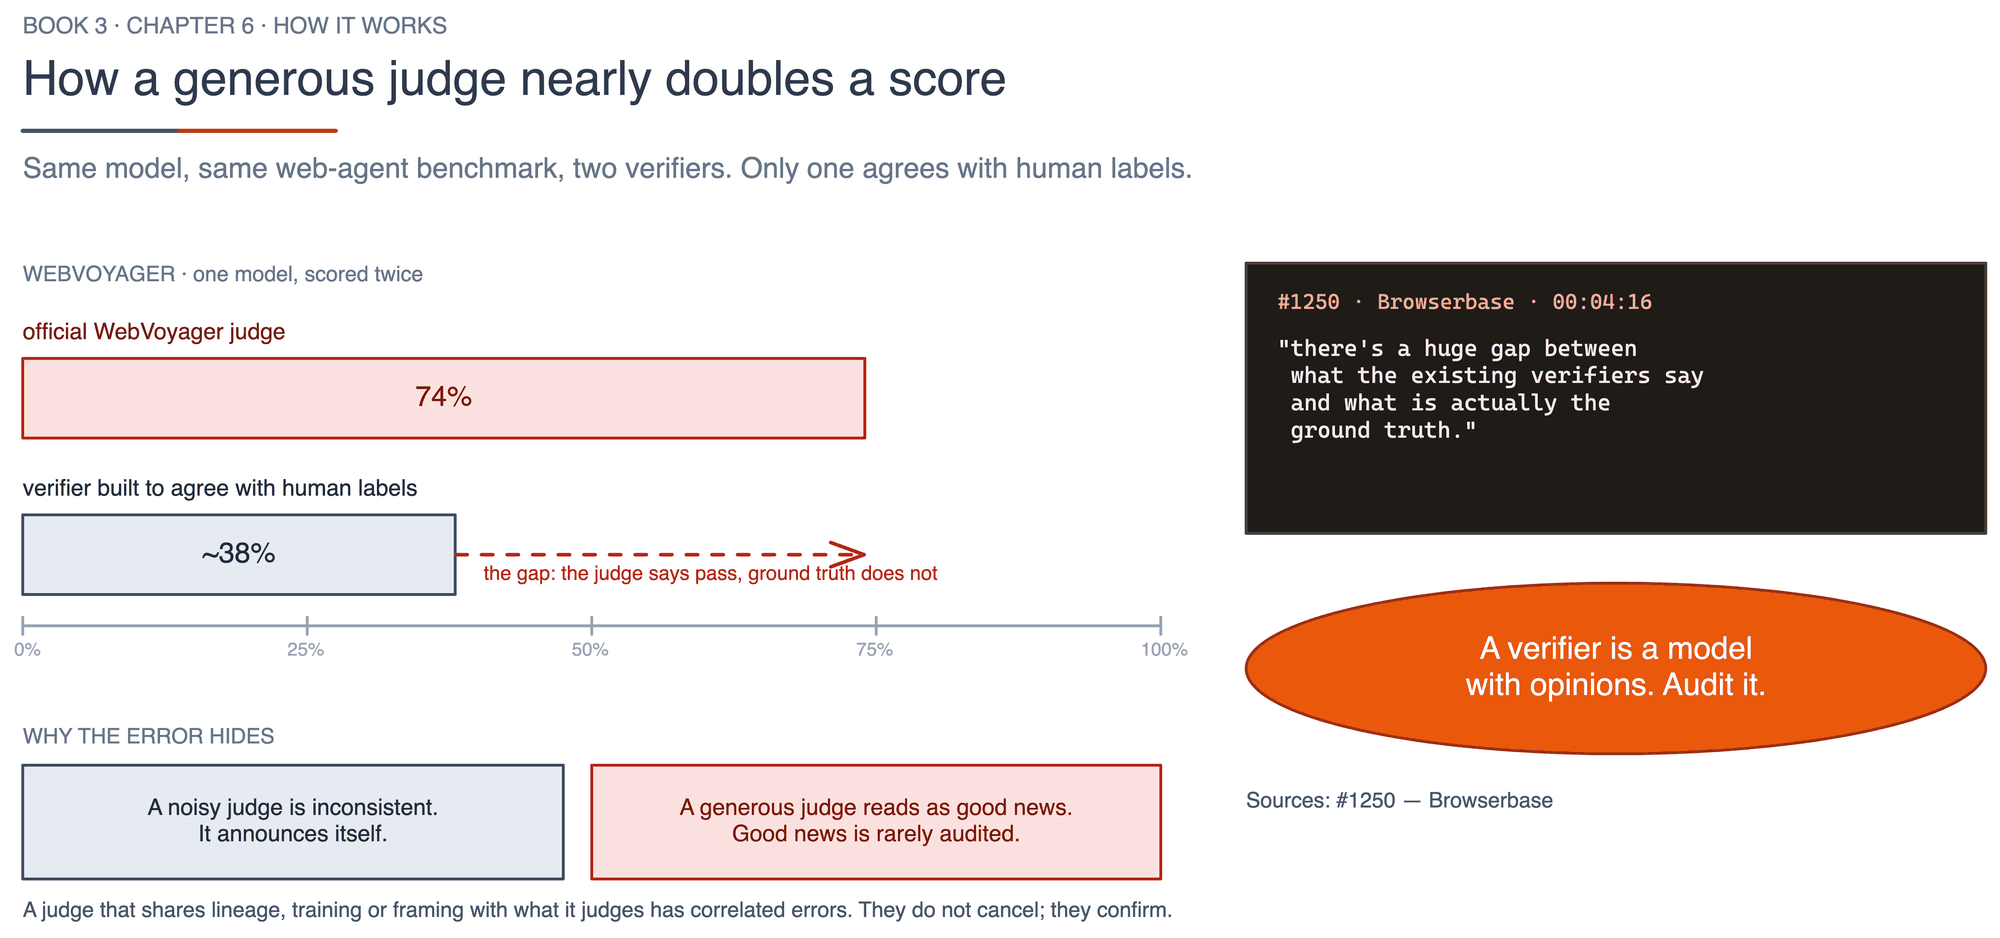 BOOK 3 · CHAPTER 6 · HOW IT WORKS
How a generous judge nearly doubles a score
Same model, same web-agent benchmark, two verifiers. Only one agrees with human labels.
WEBVOYAGER · one model, scored twice
official WebVoyager judge
74%
verifier built to agree with human labels
~38%
the gap: the judge says pass, ground truth does not
0% 25% 50% 75% 100%
WHY THE ERROR HIDES
A noisy judge is inconsistent.
It announces itself.
A generous judge reads as good news.
Good news is rarely audited.
A judge that shares lineage, training or framing with what it judges has correlated errors. They do not cancel; they confirm.
#1250 · Browserbase · 00:04:16
"there's a huge gap between
what the existing verifiers say
and what is actually the
ground truth."
A verifier is a model
with opinions. Audit it.
Sources: #1250 — Browserbase